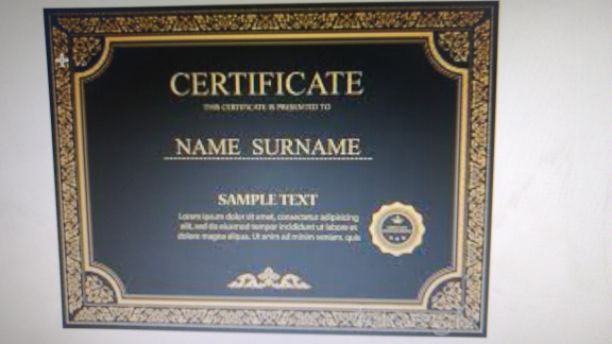 CERTIFICATE
THIS CERTIFICATE IS PRESENTED TO
NAME SURNAME
SAMPLE TEXT
Lorem ipsum dolor sit amet, consectetur adipisicing
elit, sed do eiusmod tempor incididunt ut labore et
dolore magna aliqua. Ut enim ad minim veniam, quis